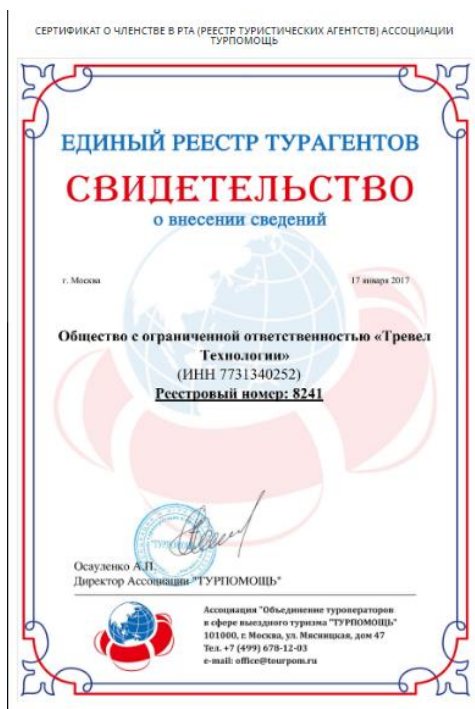 СЕРТИФИКАТ О ЧЛЕНСТВЕ В РТА (РЕЕСТР ТУРИСТИЧЕСКИХ АГЕНТСТВ) АССОЦИАЦИИ
ТУРПОМОЩЬ
ЕДИНЫЙ РЕЕСТР ТУРАГЕНТОВ
СВИДЕТЕЛЬСТВО
о внесении сведений
г. Москва 17 января 2017
Общество с ограниченной ответственностью «Тревел
Технологии»
(ИНН 7731340252)
Реестровый номер: 8241
Осауленко А.П.
Директор Ассоциации "ТУРПОМОЩЬ"
Ассоциация "Объединение туроператоров
в сфере выездного туризма "ТУРПОМОЩЬ"
101000, г. Москва, ул. Мясницкая, дом 47
Тел. +7 (499) 678-12-03
e-mail: office@tourpom.ru